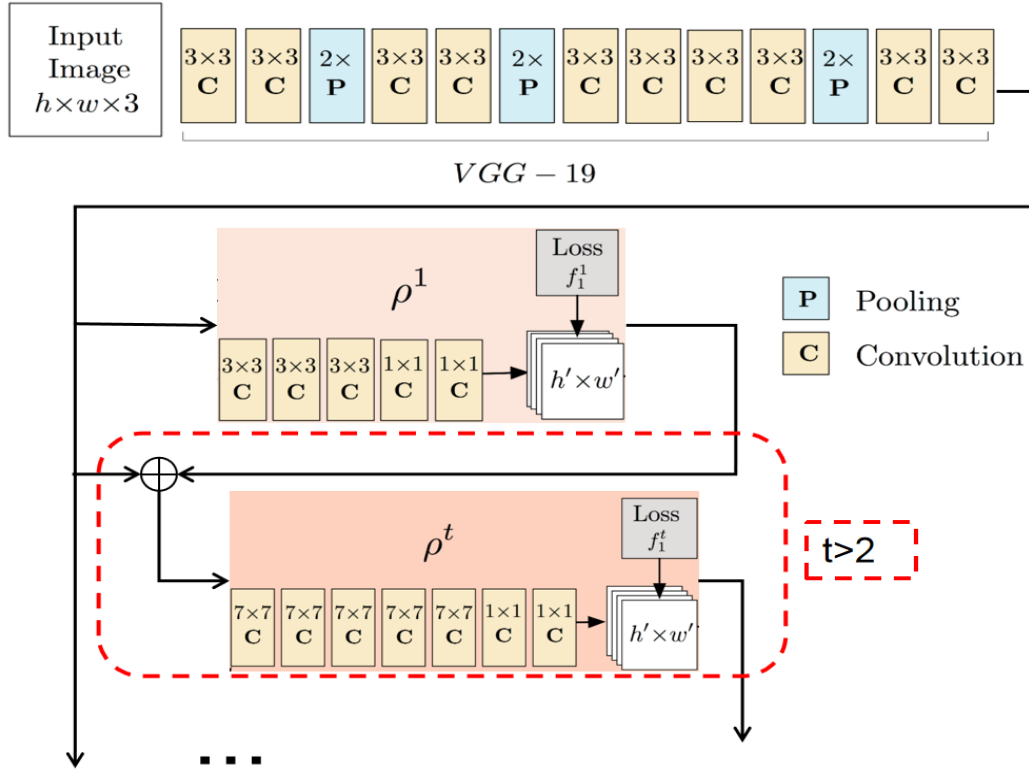 Input
Image
h×w×3
3×3 C
3×3 C
2× P
3×3 C
3×3 C
2× P
3×3 C
3×3 C
3×3 C
3×3 C
2× P
3×3 C
3×3 C
VGG − 19
ρ¹
Loss
f₁¹
3×3 C
3×3 C
3×3 C
1×1 C
1×1 C
h′×w′
P Pooling
C Convolution
ρᵗ
Loss
f₁ᵗ
7×7 C
7×7 C
7×7 C
7×7 C
7×7 C
1×1 C
1×1 C
h′×w′
t>2
...